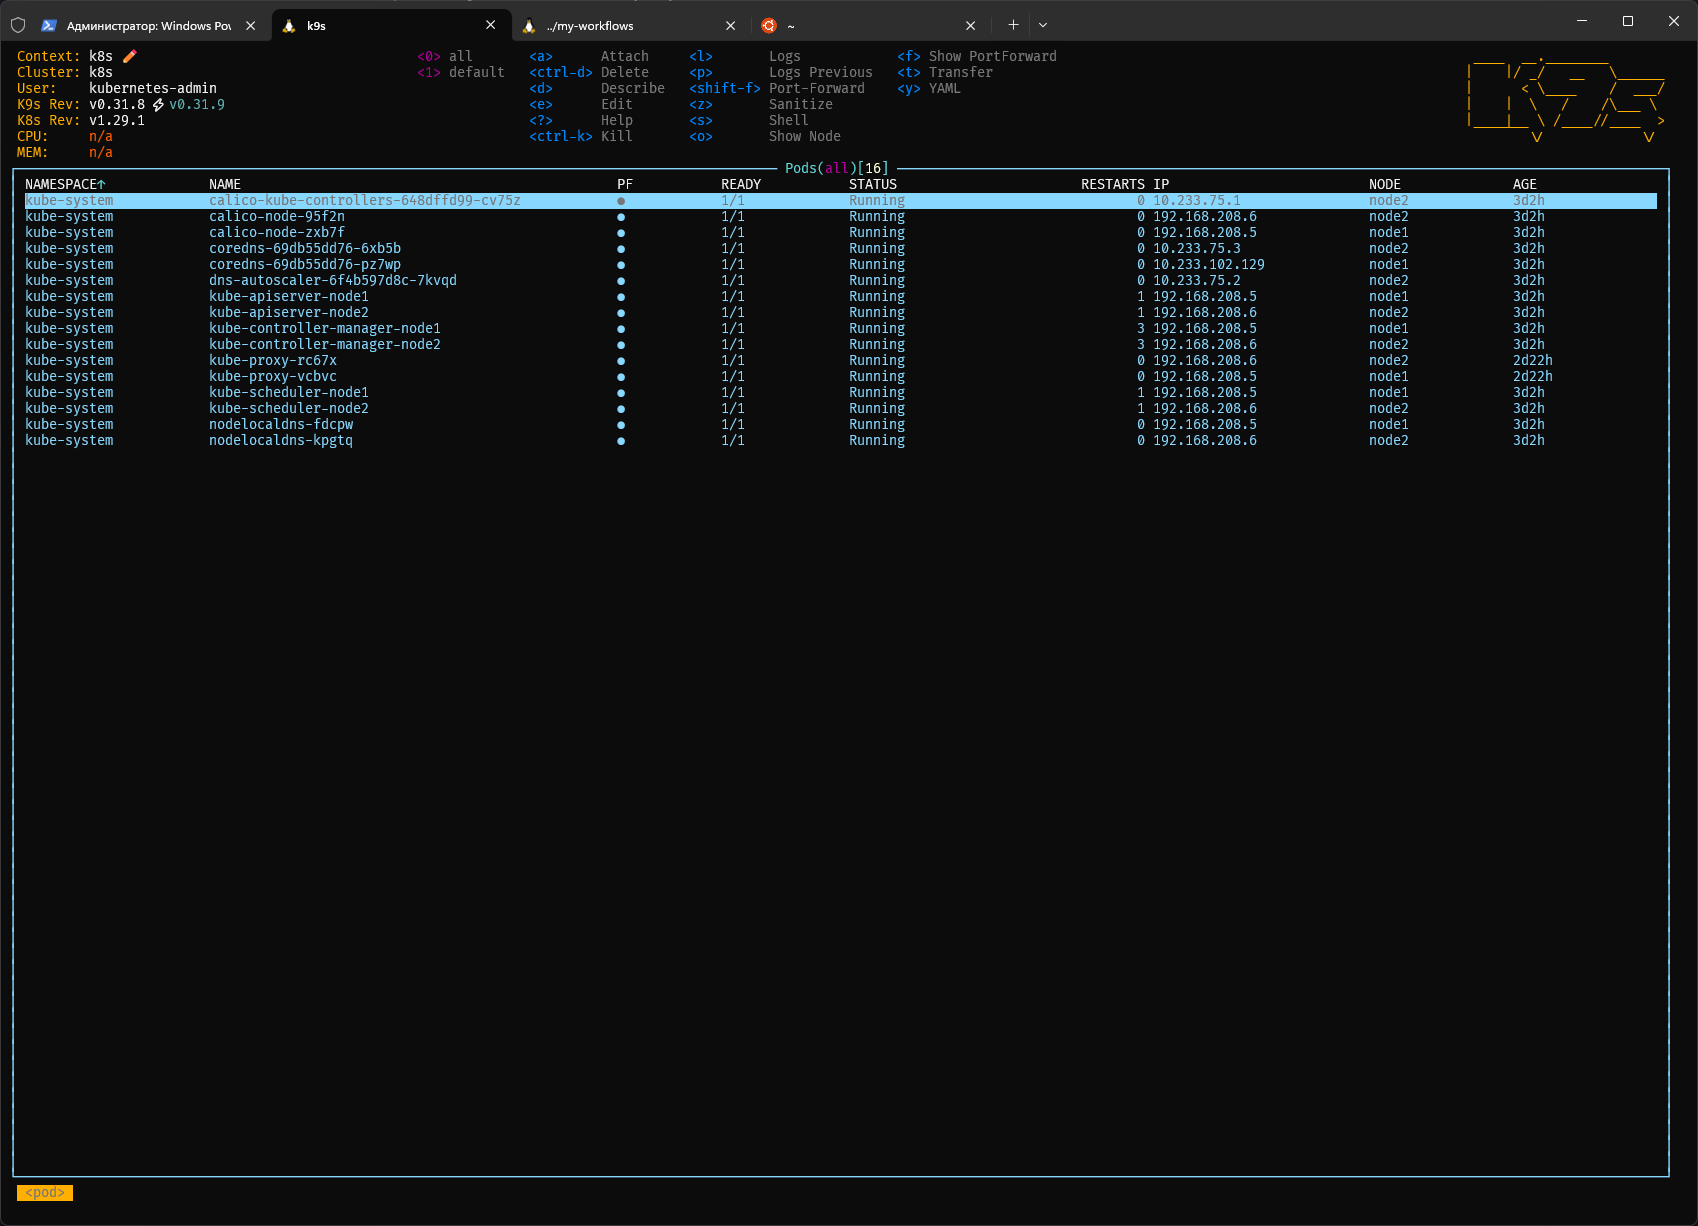 Администратор: Windows Pow
k9s
../my-workflows
~
Context: k8s
Cluster: k8s
User: kubernetes-admin
K9s Rev: v0.31.8 ⚡v0.31.9
K8s Rev: v1.29.1
CPU: n/a
MEM: n/a
<0> all
<1> default
<a> Attach
<ctrl-d> Delete
<d> Describe
<e> Edit
<?> Help
<ctrl-k> Kill
<l> Logs
<p> Logs Previous
<shift-f> Port-Forward
<z> Sanitize
<s> Shell
<o> Show Node
<f> Show PortForward
<t> Transfer
<y> YAML
Pods(all)[16]
NAMESPACE↑ NAME PF READY STATUS RESTARTS IP NODE AGE
kube-system calico-kube-controllers-648dffd99-cv75z ● 1/1 Running 0 10.233.75.1 node2 3d2h
kube-system calico-node-95f2n ● 1/1 Running 0 192.168.208.6 node2 3d2h
kube-system calico-node-zxb7f ● 1/1 Running 0 192.168.208.5 node1 3d2h
kube-system coredns-69db55dd76-6xb5b ● 1/1 Running 0 10.233.75.3 node2 3d2h
kube-system coredns-69db55dd76-pz7wp ● 1/1 Running 0 10.233.102.129 node1 3d2h
kube-system dns-autoscaler-6f4b597d8c-7kvqd ● 1/1 Running 0 10.233.75.2 node2 3d2h
kube-system kube-apiserver-node1 ● 1/1 Running 1 192.168.208.5 node1 3d2h
kube-system kube-apiserver-node2 ● 1/1 Running 1 192.168.208.6 node2 3d2h
kube-system kube-controller-manager-node1 ● 1/1 Running 3 192.168.208.5 node1 3d2h
kube-system kube-controller-manager-node2 ● 1/1 Running 3 192.168.208.6 node2 3d2h
kube-system kube-proxy-rc67x ● 1/1 Running 0 192.168.208.6 node2 2d22h
kube-system kube-proxy-vcbvc ● 1/1 Running 0 192.168.208.5 node1 2d22h
kube-system kube-scheduler-node1 ● 1/1 Running 1 192.168.208.5 node1 3d2h
kube-system kube-scheduler-node2 ● 1/1 Running 1 192.168.208.6 node2 3d2h
kube-system nodelocaldns-fdcpw ● 1/1 Running 0 192.168.208.5 node1 3d2h
kube-system nodelocaldns-kpgtq ● 1/1 Running 0 192.168.208.6 node2 3d2h
<pod>